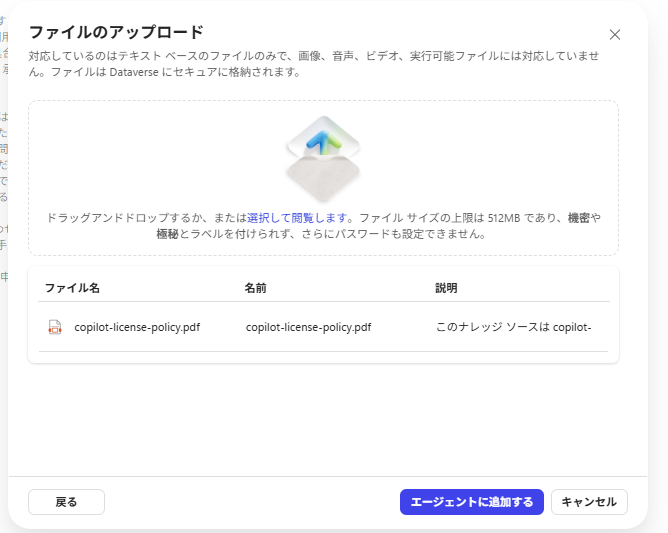 ファイルのアップロード
対応しているのはテキスト ベースのファイルのみで、画像、音声、ビデオ、実行可能ファイルには対応していませ
ん。ファイルは Dataverse にセキュアに格納されます。
ドラッグアンドドロップするか、または選択して閲覧します。ファイル サイズの上限は 512MB であり、機密や
極秘とラベルを付けられず、さらにパスワードも設定できません。
ファイル名 名前 説明
copilot-license-policy.pdf copilot-license-policy.pdf このナレッジ ソースは copilot-
戻る エージェントに追加する キャンセル